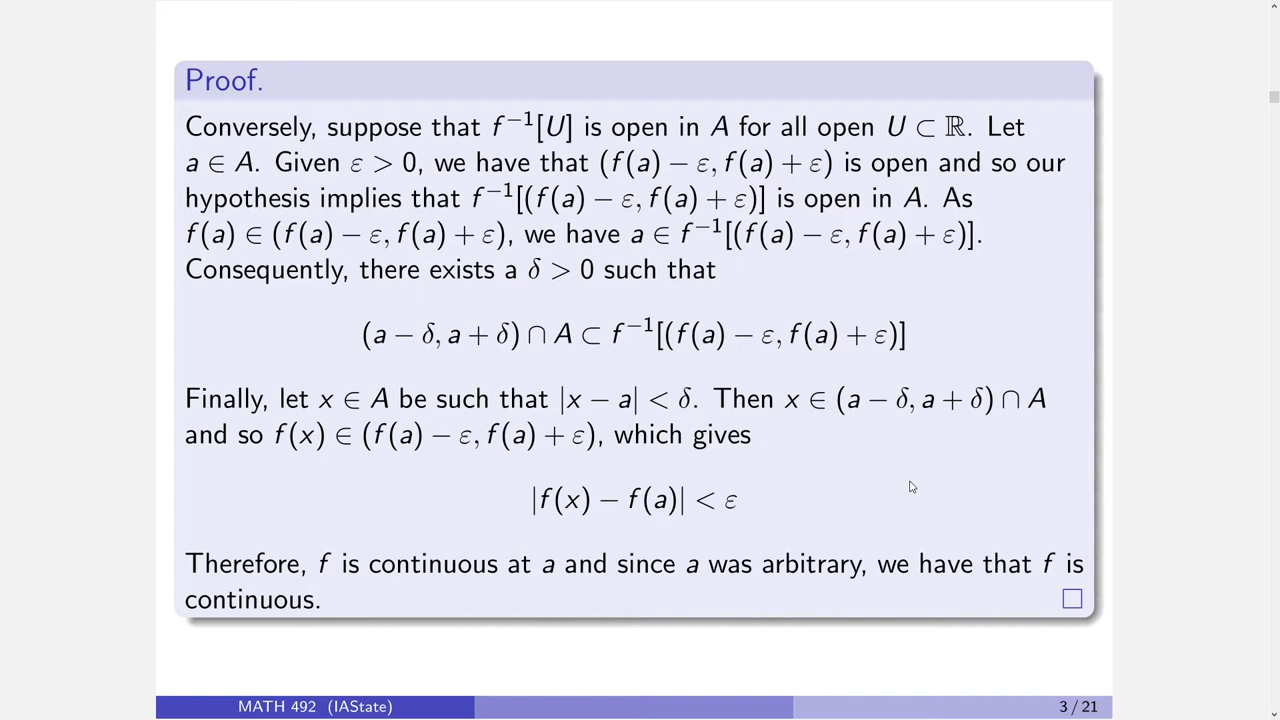 Proof.
Conversely, suppose that f⁻¹[U] is open in A for all open U ⊂ ℝ. Let
a ∈ A. Given ε > 0, we have that (f(a) − ε, f(a) + ε) is open and so our
hypothesis implies that f⁻¹[(f(a) − ε, f(a) + ε)] is open in A. As
f(a) ∈ (f(a) − ε, f(a) + ε), we have a ∈ f⁻¹[(f(a) − ε, f(a) + ε)].
Consequently, there exists a δ > 0 such that
(a − δ, a + δ) ∩ A ⊂ f⁻¹[(f(a) − ε, f(a) + ε)]
Finally, let x ∈ A be such that |x − a| < δ. Then x ∈ (a − δ, a + δ) ∩ A
and so f(x) ∈ (f(a) − ε, f(a) + ε), which gives
|f(x) − f(a)| < ε
Therefore, f is continuous at a and since a was arbitrary, we have that f is
continuous. □
MATH 492 (IAState)
3 / 21